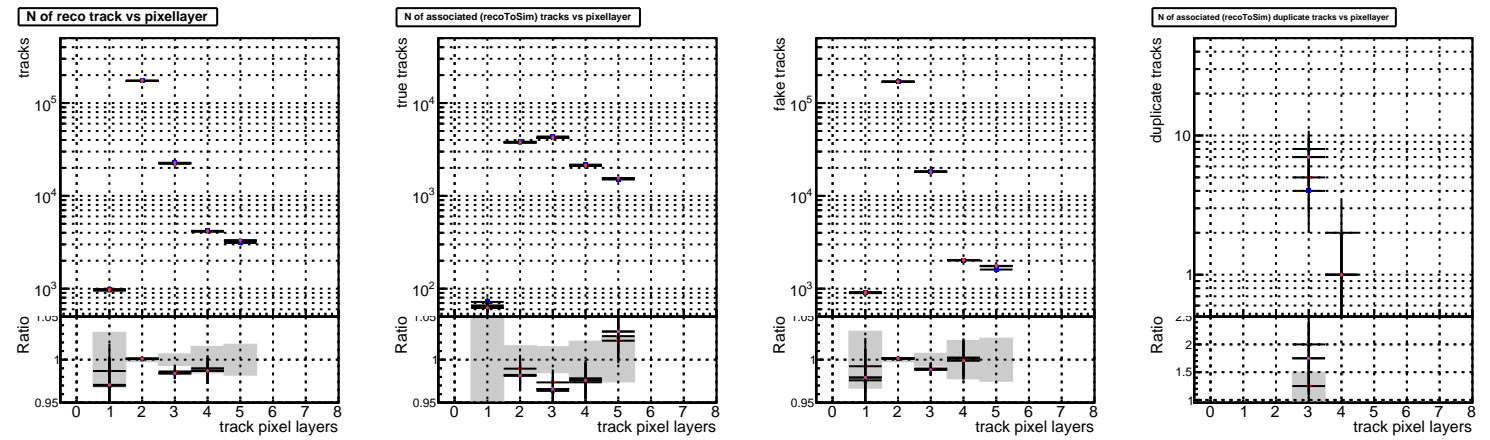 N of reco track vs pixellayer
tracks
10^5
10^4
10^3
Ratio
1.05
1
0.95
0 1 2 3 4 5 6 7 8
track pixel layers
N of associated (recoToSim) tracks vs pixellayer
true tracks
10^4
10^3
10^2
Ratio
1.05
1
0.95
0 1 2 3 4 5 6 7 8
track pixel layers
fake tracks
10^5
10^4
10^3
Ratio
1.05
1
0.95
0 1 2 3 4 5 6 7 8
track pixel layers
N of associated (recoToSim) duplicate tracks vs pixellayer
duplicate tracks
10
1
Ratio
2.5
2
1.5
1
0 1 2 3 4 5 6 7 8
track pixel layers